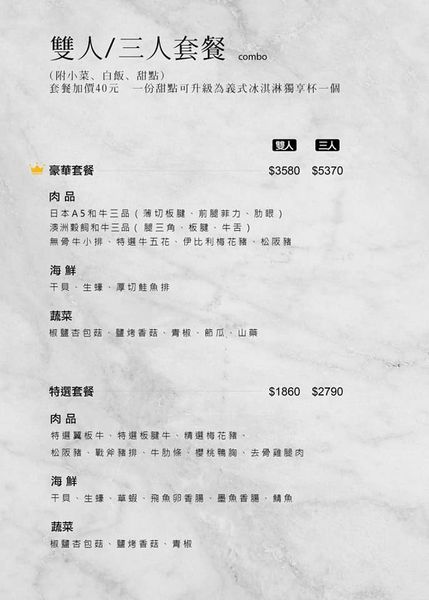 雙人/三人套餐 combo
(附小菜、白飯、甜點)
套餐加價40元 一份甜點可升級為義式冰淇淋獨享杯一個
雙人 三人
豪華套餐 $3580 $5370
肉品
日本A5和牛三品(薄切板腱、前腿菲力、肋眼)
澳洲穀飼和牛三品(腿三角、板腱、牛舌)
無骨牛小排、特選牛五花、伊比利梅花豬、松阪豬
海鮮
干貝、生蠔、厚切鮭魚排
蔬菜
椒鹽杏包菇、鹽烤香菇、青椒、節瓜、山藥
特選套餐 $1860 $2790
肉品
特選翼板牛、特選板腱牛、精選梅花豬、
松阪豬、戰斧豬排、牛肋條、櫻桃鴨胸、去骨雞腿肉
海鮮
干貝、生蠔、草蝦、飛魚卵香腸、墨魚香腸、鯖魚
蔬菜
椒鹽杏包菇、鹽烤香菇、青椒